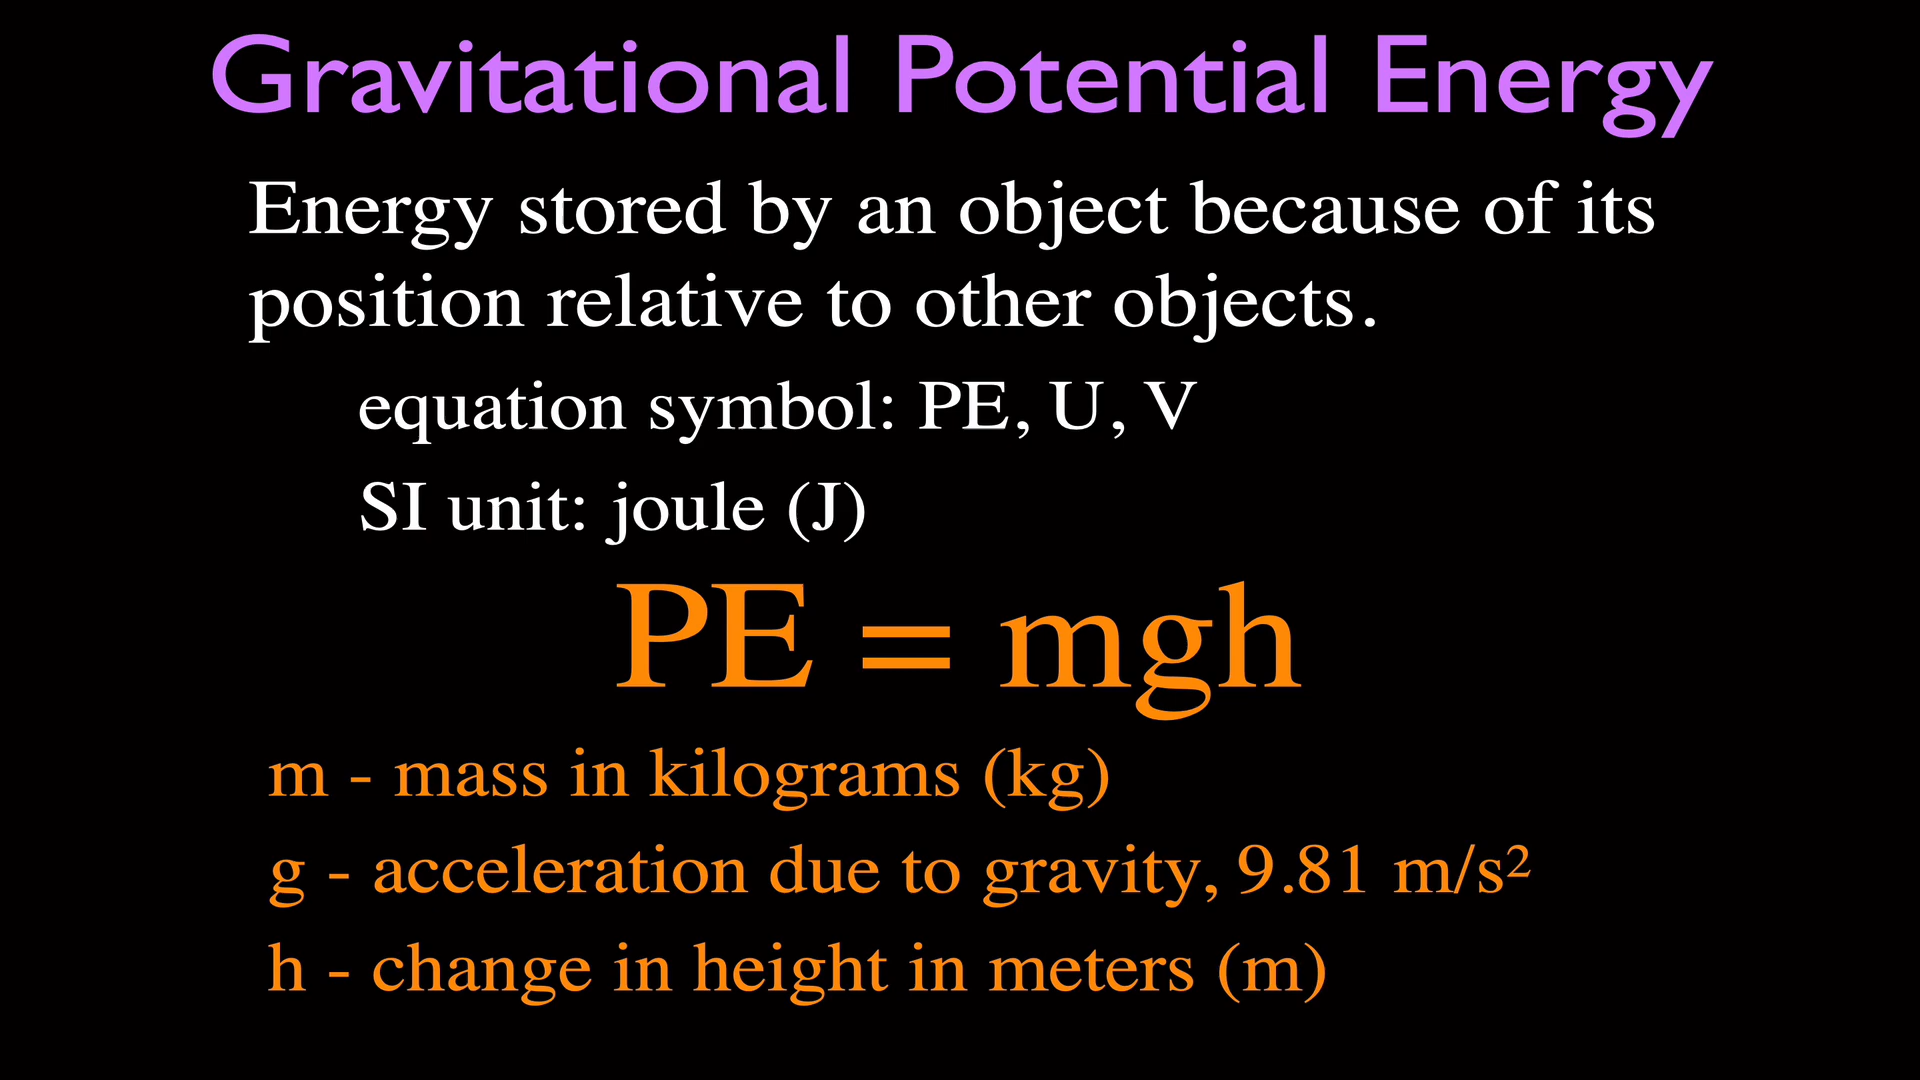 Gravitational Potential Energy
Energy stored by an object because of its
position relative to other objects.
equation symbol: PE, U, V
SI unit: joule (J)
PE = mgh
m - mass in kilograms (kg)
g - acceleration due to gravity, 9.81 m/s²
h - change in height in meters (m)